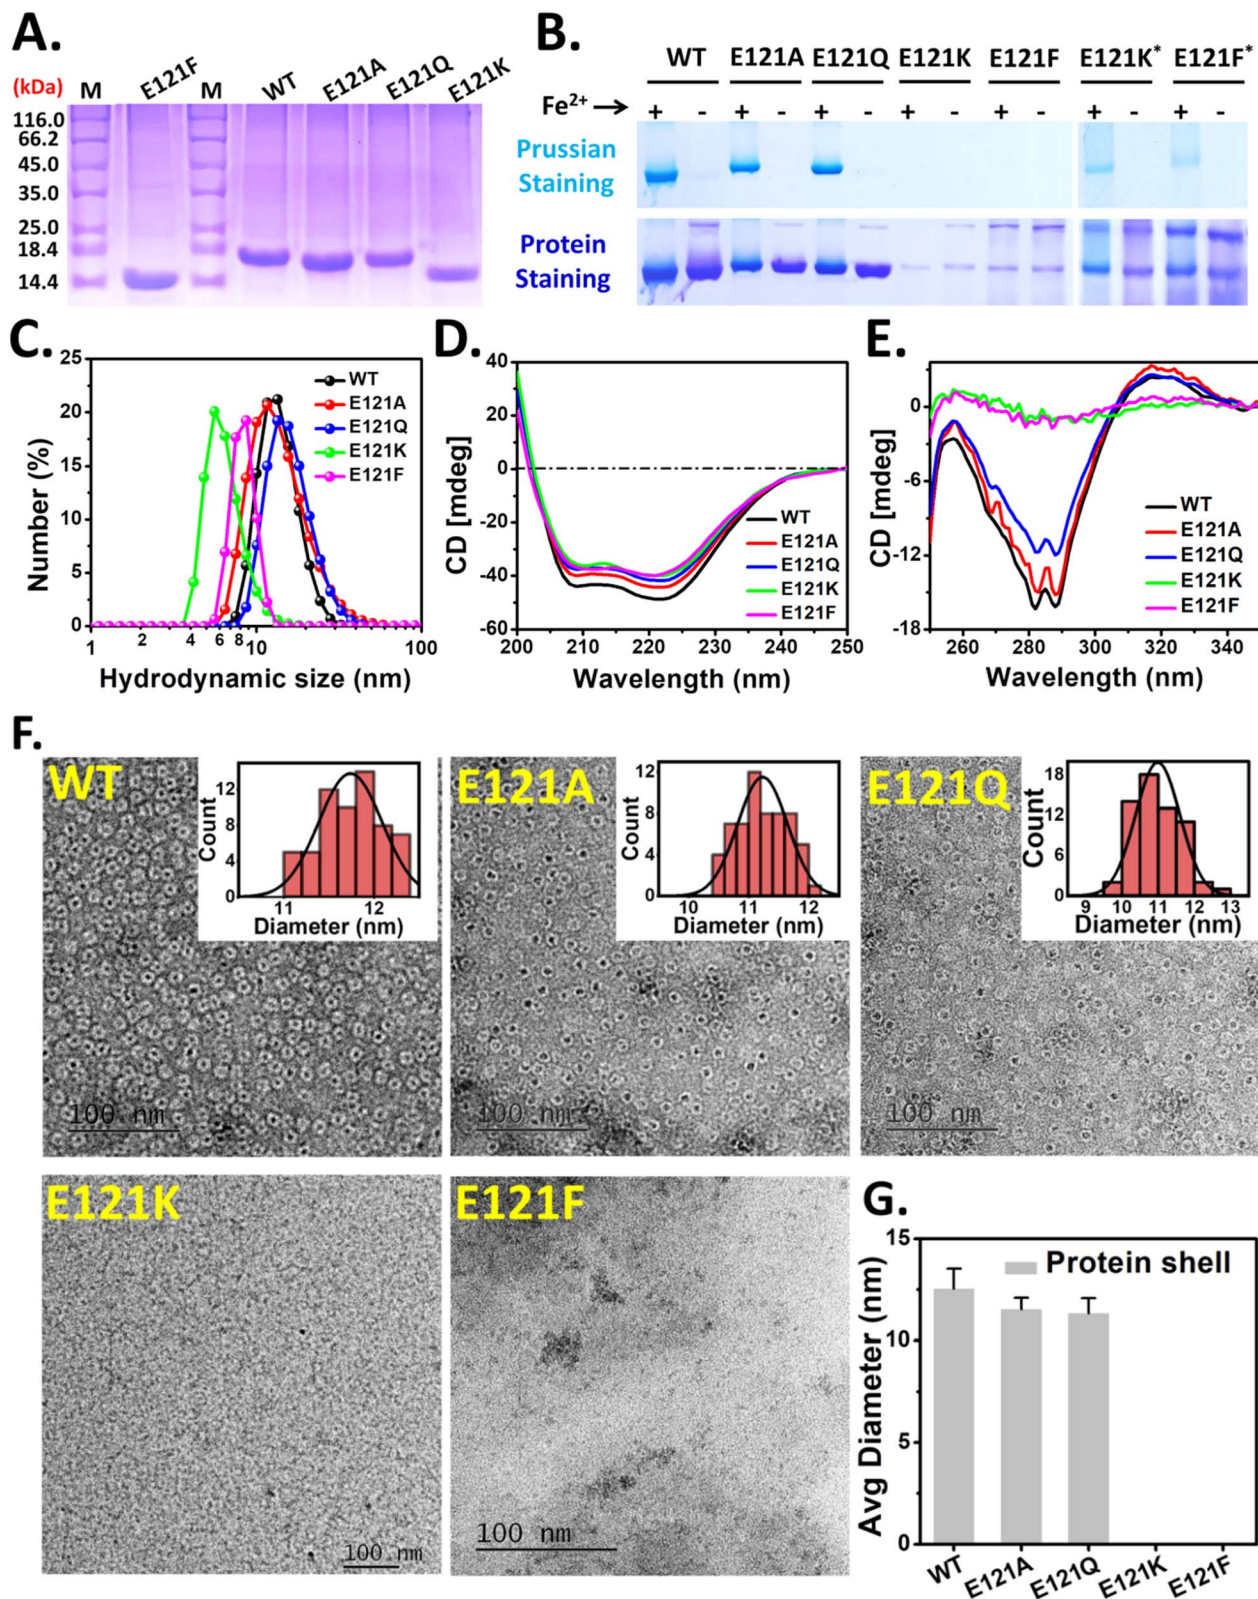 A.
(kDa)
M E121F M WT E121A E121Q E121K
116.0
66.2
45.0
35.0
25.0
18.4
14.4
B.
WT E121A E121Q E121K E121F E121K* E121F*
Fe2+ → + - + - + - + - + - + - + -
Prussian
Staining
Protein
Staining
C.
25
20
15
10
5
0
Number (%)
WT
E121A
E121Q
E121K
E121F
1 2 4 6 8 10 100
Hydrodynamic size (nm)
D.
40
20
0
-20
-40
-60
CD [mdeg]
WT
E121A
E121Q
E121K
E121F
200 210 220 230 240 250
Wavelength (nm)
E.
0
-6
-12
-18
CD [mdeg]
WT
E121A
E121Q
E121K
E121F
260 280 300 320 340
Wavelength (nm)
F.
WT
12
8
4
0
Count
11 12
Diameter (nm)
100 nm
E121A
12
8
4
0
Count
10 11 12
Diameter (nm)
100 nm
E121Q
18
12
6
0
Count
9 10 11 12 13
Diameter (nm)
100 nm
E121K
100 nm
E121F
100 nm
G.
15
10
5
0
Avg Diameter (nm)
Protein shell
WT E121A E121Q E121K E121F